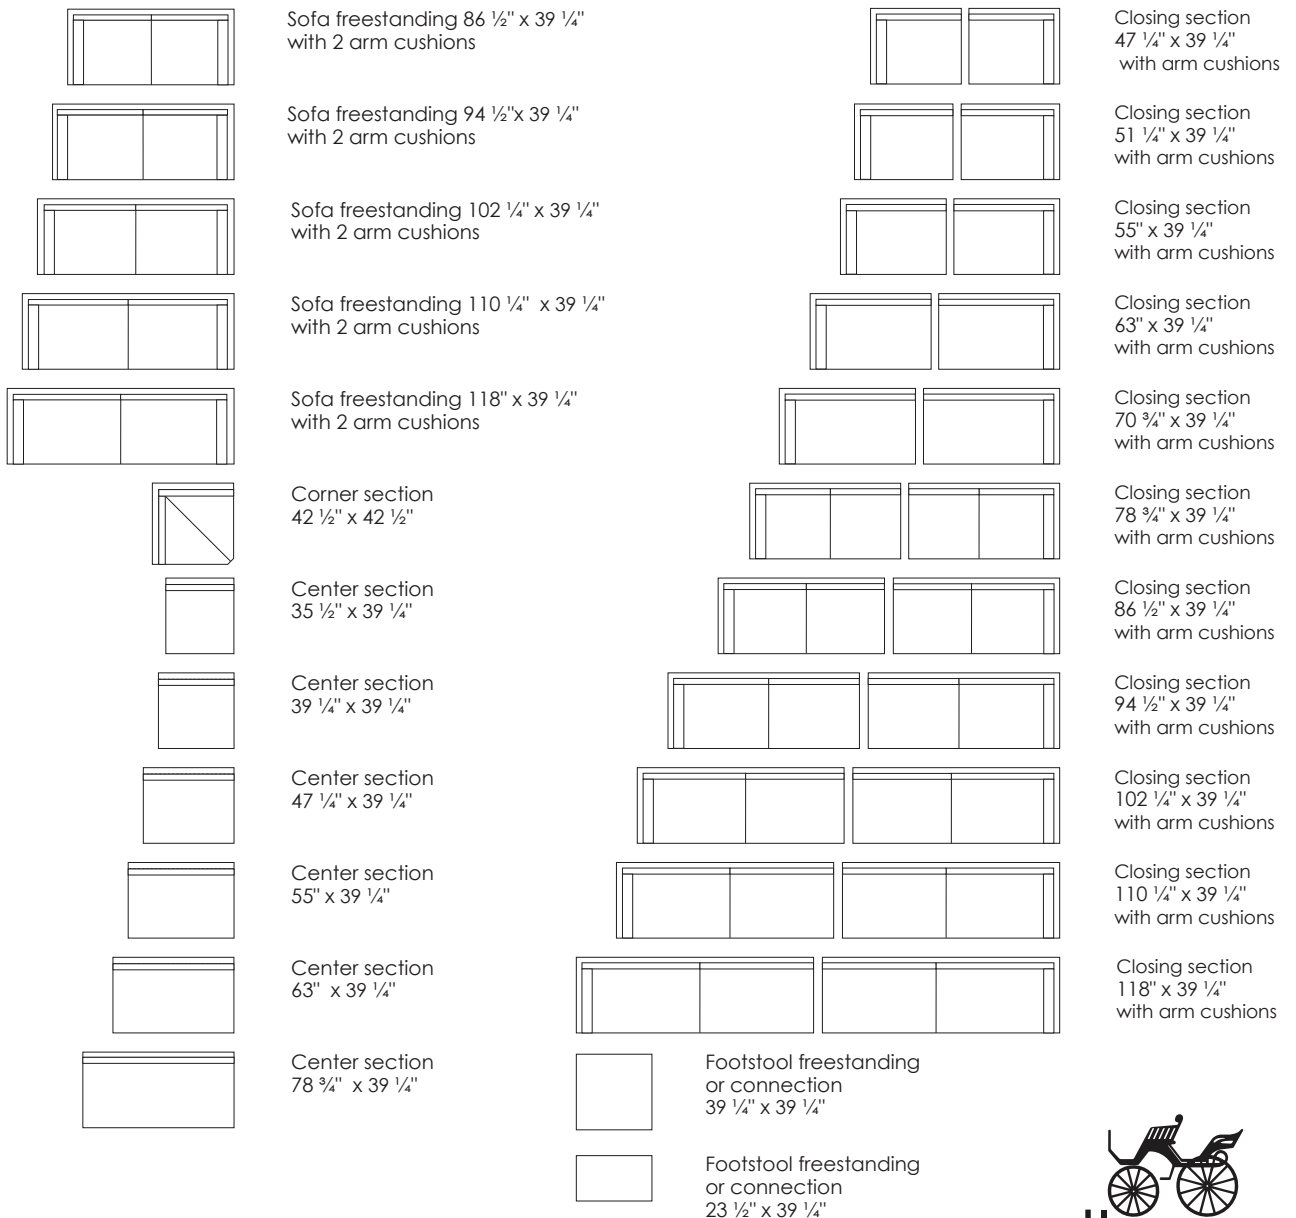 Sofa freestanding 86 ½" x 39 ¼"
with 2 arm cushions
Sofa freestanding 94 ½"x 39 ¼"
with 2 arm cushions
Sofa freestanding 102 ¼" x 39 ¼"
with 2 arm cushions
Sofa freestanding 110 ¼" x 39 ¼"
with 2 arm cushions
Sofa freestanding 118" x 39 ¼"
with 2 arm cushions
Corner section
42 ½" x 42 ½"
Center section
35 ½" x 39 ¼"
Center section
39 ¼" x 39 ¼"
Center section
47 ¼" x 39 ¼"
Center section
55" x 39 ¼"
Center section
63" x 39 ¼"
Center section
78 ¾" x 39 ¼"
Closing section
47 ¼" x 39 ¼"
with arm cushions
Closing section
51 ¼" x 39 ¼"
with arm cushions
Closing section
55" x 39 ¼"
with arm cushions
Closing section
63" x 39 ¼"
with arm cushions
Closing section
70 ¾" x 39 ¼"
with arm cushions
Closing section
78 ¾" x 39 ¼"
with arm cushions
Closing section
86 ½" x 39 ¼"
with arm cushions
Closing section
94 ½" x 39 ¼"
with arm cushions
Closing section
102 ¼" x 39 ¼"
with arm cushions
Closing section
110 ¼" x 39 ¼"
with arm cushions
Closing section
118" x 39 ¼"
with arm cushions
Footstool freestanding
or connection
39 ¼" x 39 ¼"
Footstool freestanding
or connection
23 ½" x 39 ¼"